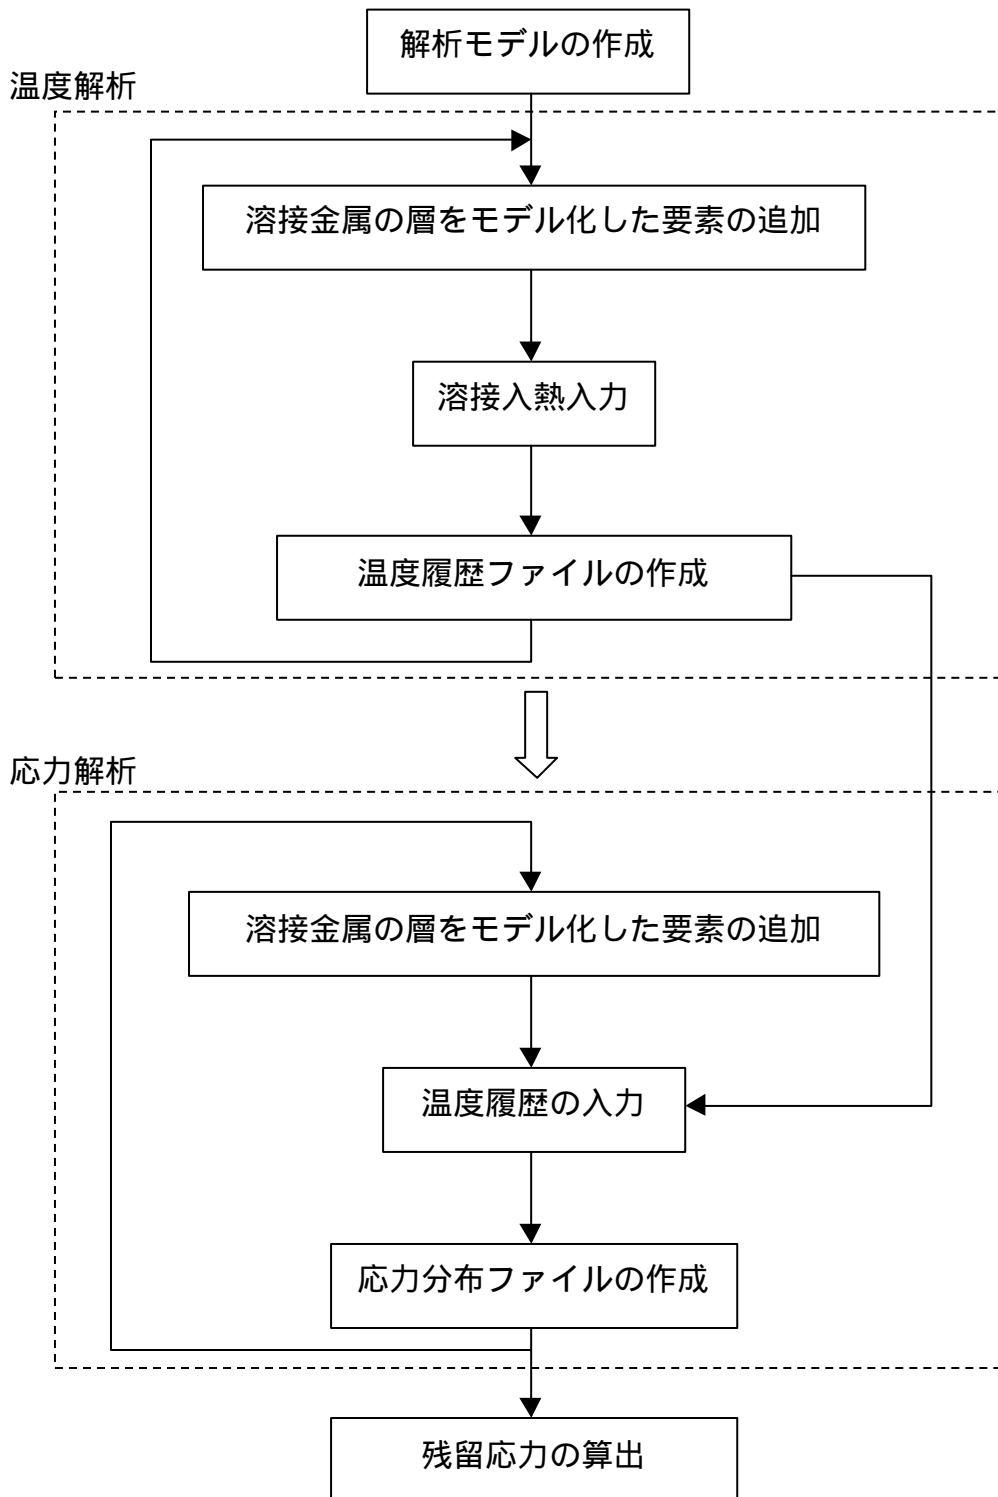 解析モデルの作成
温度解析
溶接金属の層をモデル化した要素の追加
溶接入熱入力
温度履歴ファイルの作成
応力解析
溶接金属の層をモデル化した要素の追加
温度履歴の入力
応力分布ファイルの作成
残留応力の算出